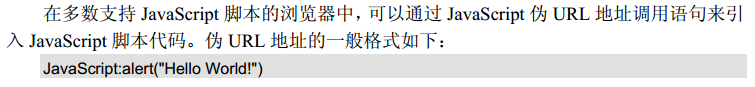 在多数支持 JavaScript 脚本的浏览器中，可以通过 JavaScript 伪 URL 地址调用语句来引
入 JavaScript 脚本代码。伪 URL 地址的一般格式如下：
JavaScript:alert("Hello World!")